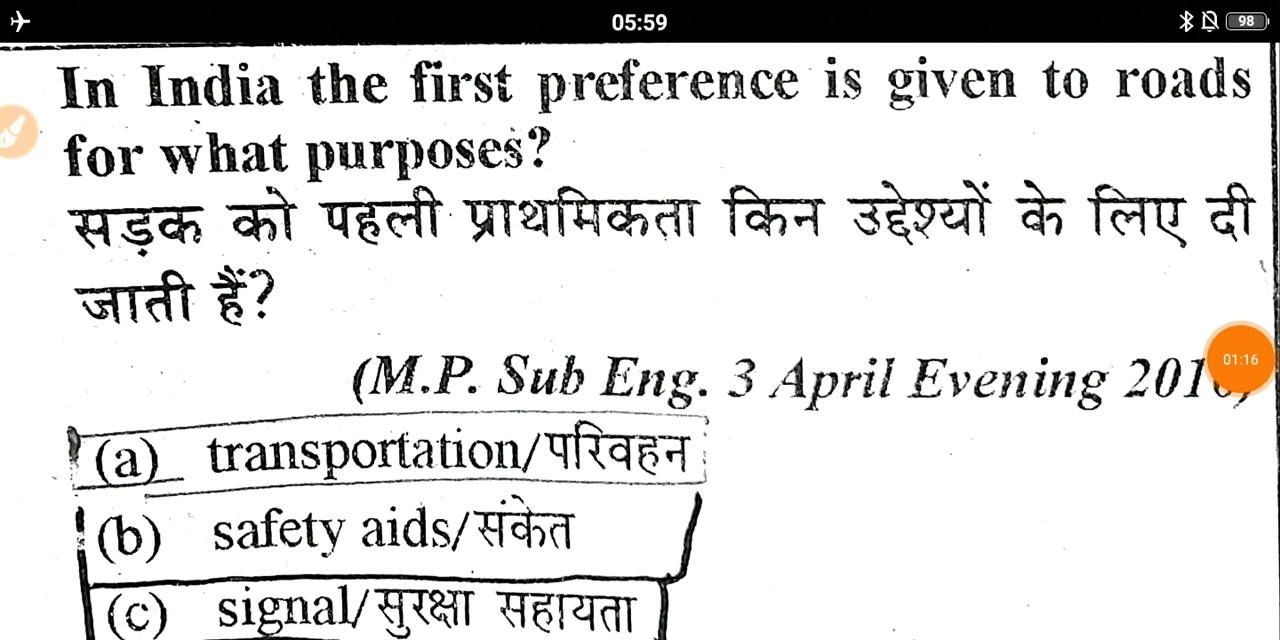 05:59
98
In India the first preference is given to roads
for what purposes?
सड़क को पहली प्राथमिकता किन उद्देश्यों के लिए दी
जाती हैं?
(M.P. Sub Eng. 3 April Evening
01:16
(a) transportation/परिवहन
(b) safety aids/संकेत
(c) signal/सुरक्षा सहायता